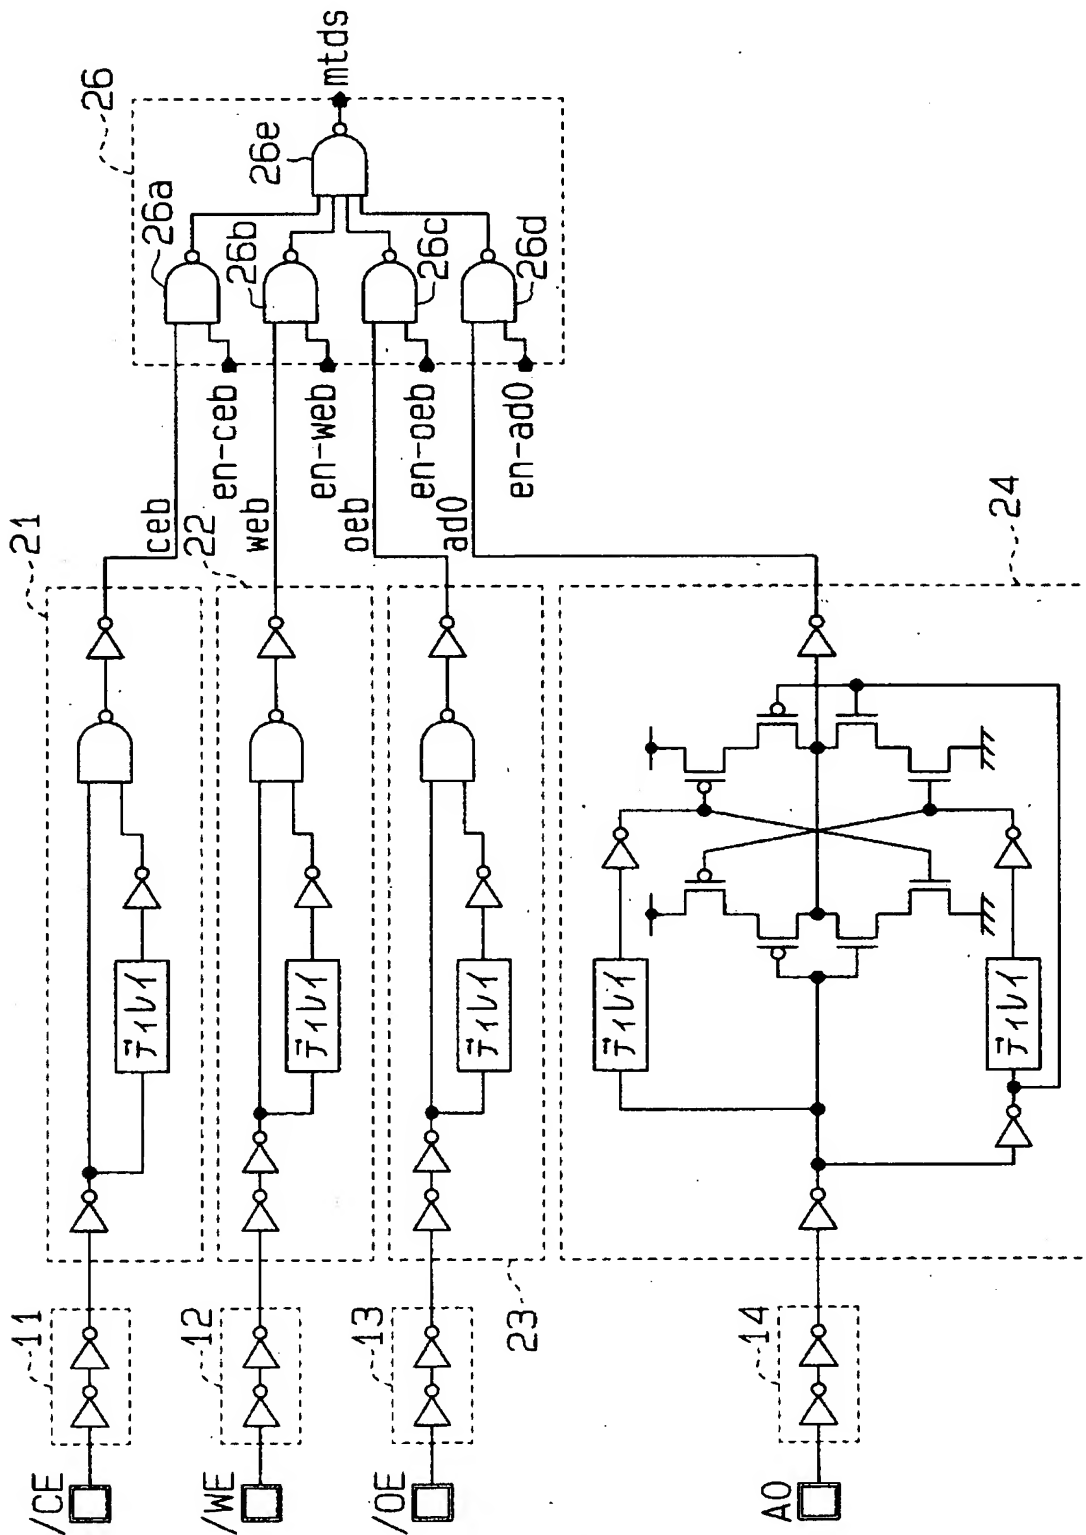 /CE
11
21
ディレイ
ceb
en-ceb
26
26a
/WE
12
22
ディレイ
web
en-web
26b
26e
mtds
/OE
13
23
ディレイ
oeb
en-oeb
26c
ad0
en-ad0
26d
A0
14
24
ディレイ
ディレイ